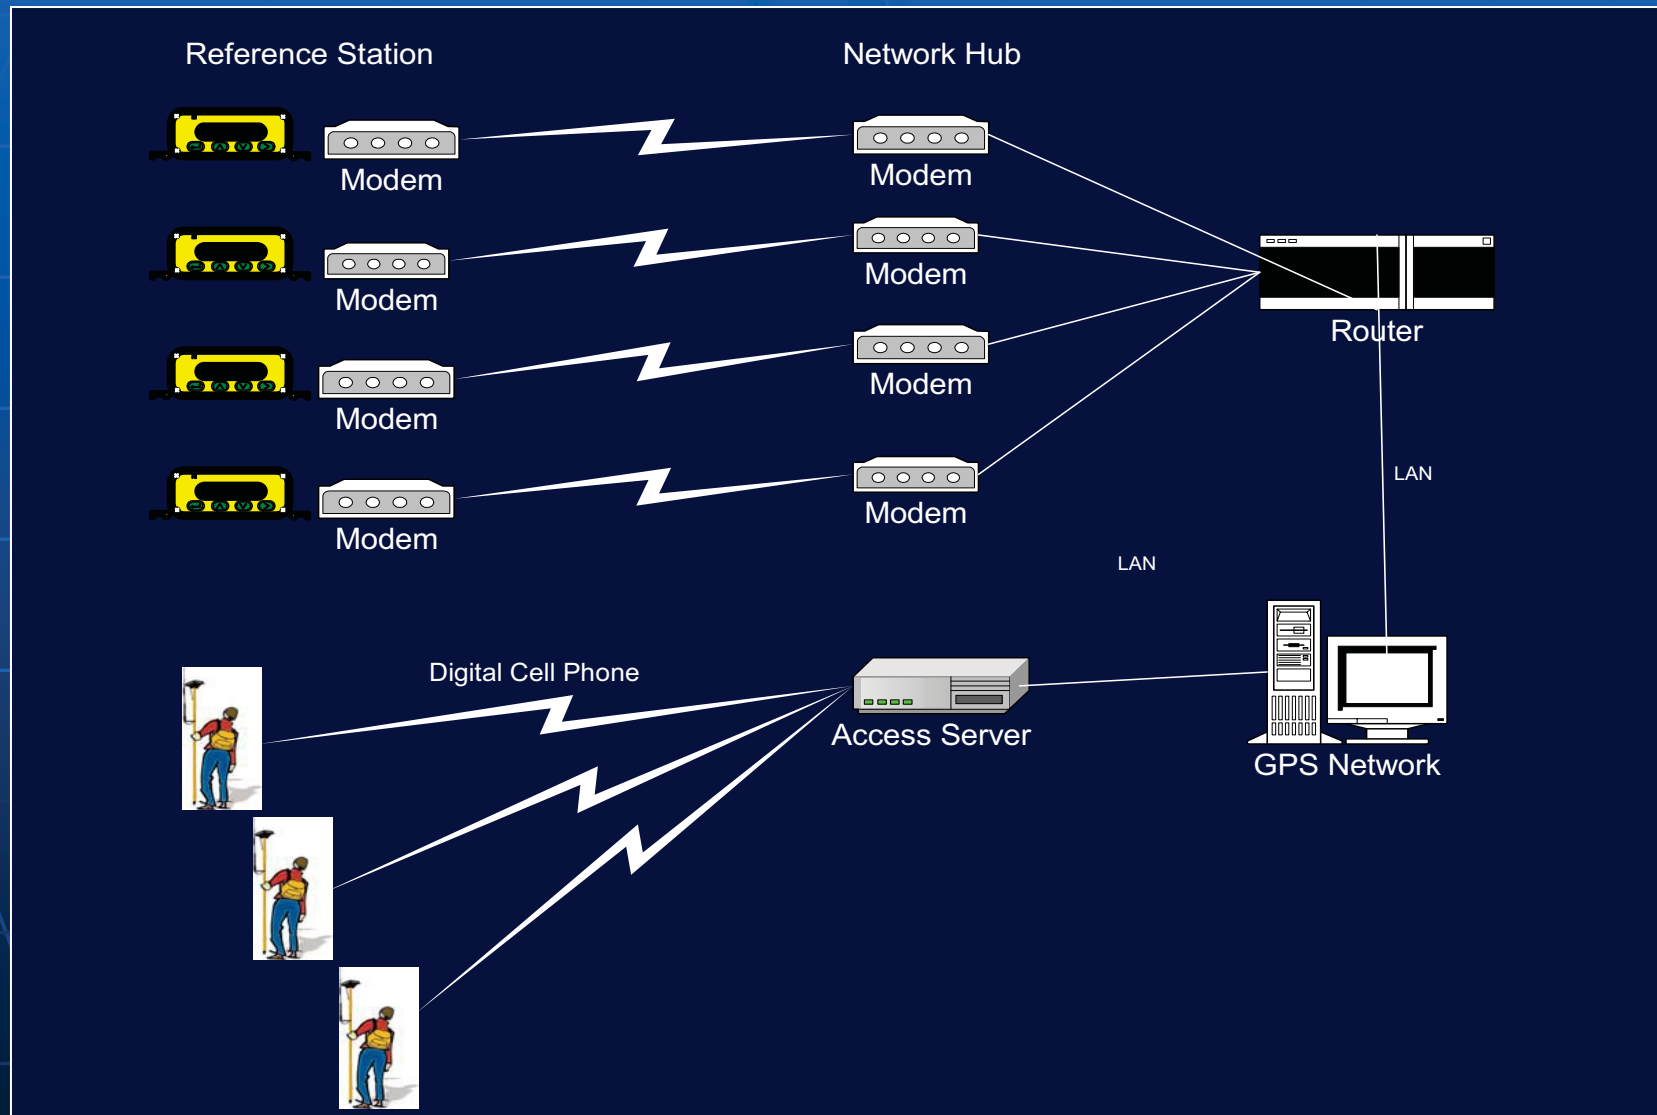 Reference Station
Network Hub
Modem
Modem
Modem
Modem
Router
Modem
Modem
Modem
Modem
LAN
LAN
Digital Cell Phone
Access Server
GPS Network